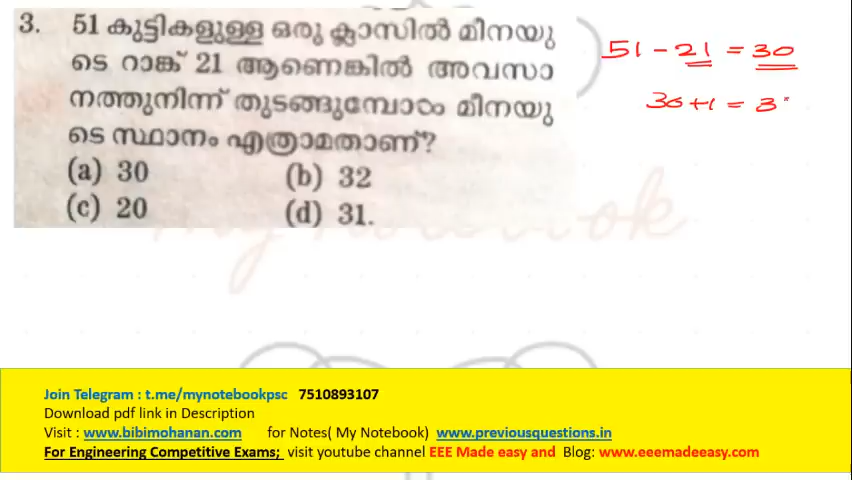 3. 51 കുട്ടികളുള്ള ഒരു ക്ലാസിൽ മീനയു
ടെ റാങ്ക് 21 ആണെങ്കിൽ അവസാ
നത്തുനിന്ന് തുടങ്ങുമ്പോൾ മീനയു
ടെ സ്ഥാനം എത്രാമതാണ്?
(a) 30 (b) 32
(c) 20 (d) 31.
51 - 21 = 30
30 + 1 = 3
My Notebook
Join Telegram : t.me/mynotebookpsc 7510893107
Download pdf link in Description
Visit : www.bibimohanan.com for Notes( My Notebook) www.previousquestions.in
For Engineering Competitive Exams; visit youtube channel EEE Made easy and Blog: www.eeemadeeasy.com